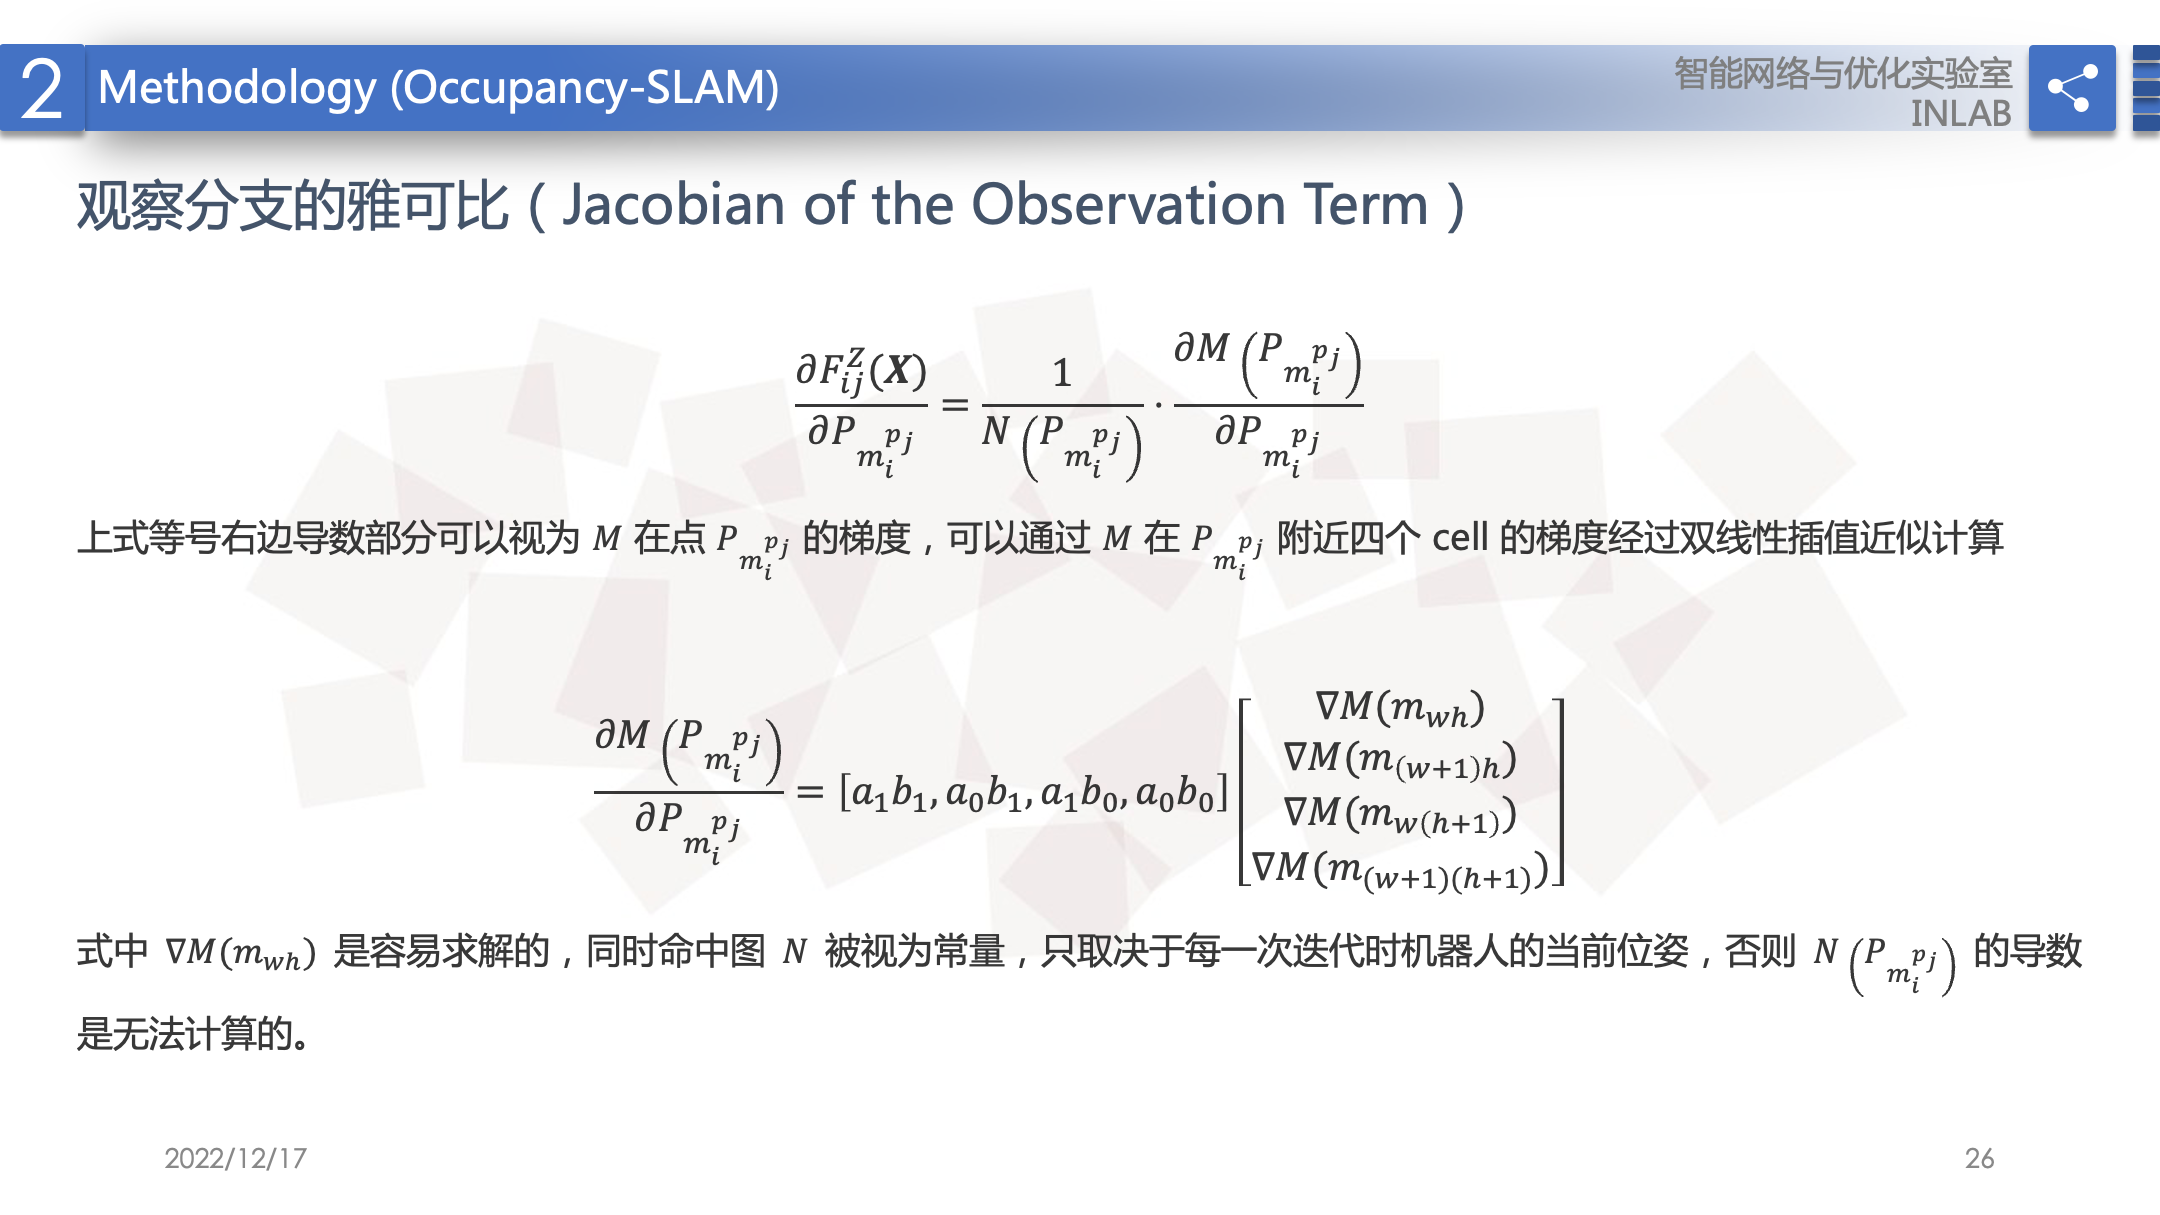 2 Methodology (Occupancy-SLAM)
智能网络与优化实验室
INLAB
观察分支的雅可比（Jacobian of the Observation Term）
$\frac{\partial F_{ij}^{Z}(\boldsymbol{X})}{\partial P_{m_i^{p_j}}} = \frac{1}{N\left(P_{m_i^{p_j}}\right)} \cdot \frac{\partial M\left(P_{m_i^{p_j}}\right)}{\partial P_{m_i^{p_j}}}$
上式等号右边导数部分可以视为 $M$ 在点 $P_{m_i^{p_j}}$ 的梯度，可以通过 $M$ 在 $P_{m_i^{p_j}}$ 附近四个 cell 的梯度经过双线性插值近似计算
$\frac{\partial M\left(P_{m_i^{p_j}}\right)}{\partial P_{m_i^{p_j}}} = [a_1b_1, a_0b_1, a_1b_0, a_0b_0] \begin{bmatrix} \nabla M(m_{wh}) \\ \nabla M(m_{(w+1)h}) \\ \nabla M(m_{w(h+1)}) \\ \nabla M(m_{(w+1)(h+1)}) \end{bmatrix}$
式中 $\nabla M(m_{wh})$ 是容易求解的，同时命中图 $N$ 被视为常量，只取决于每一次迭代时机器人的当前位姿，否则 $N\left(P_{m_i^{p_j}}\right)$ 的导数
是无法计算的。
2022/12/17
26